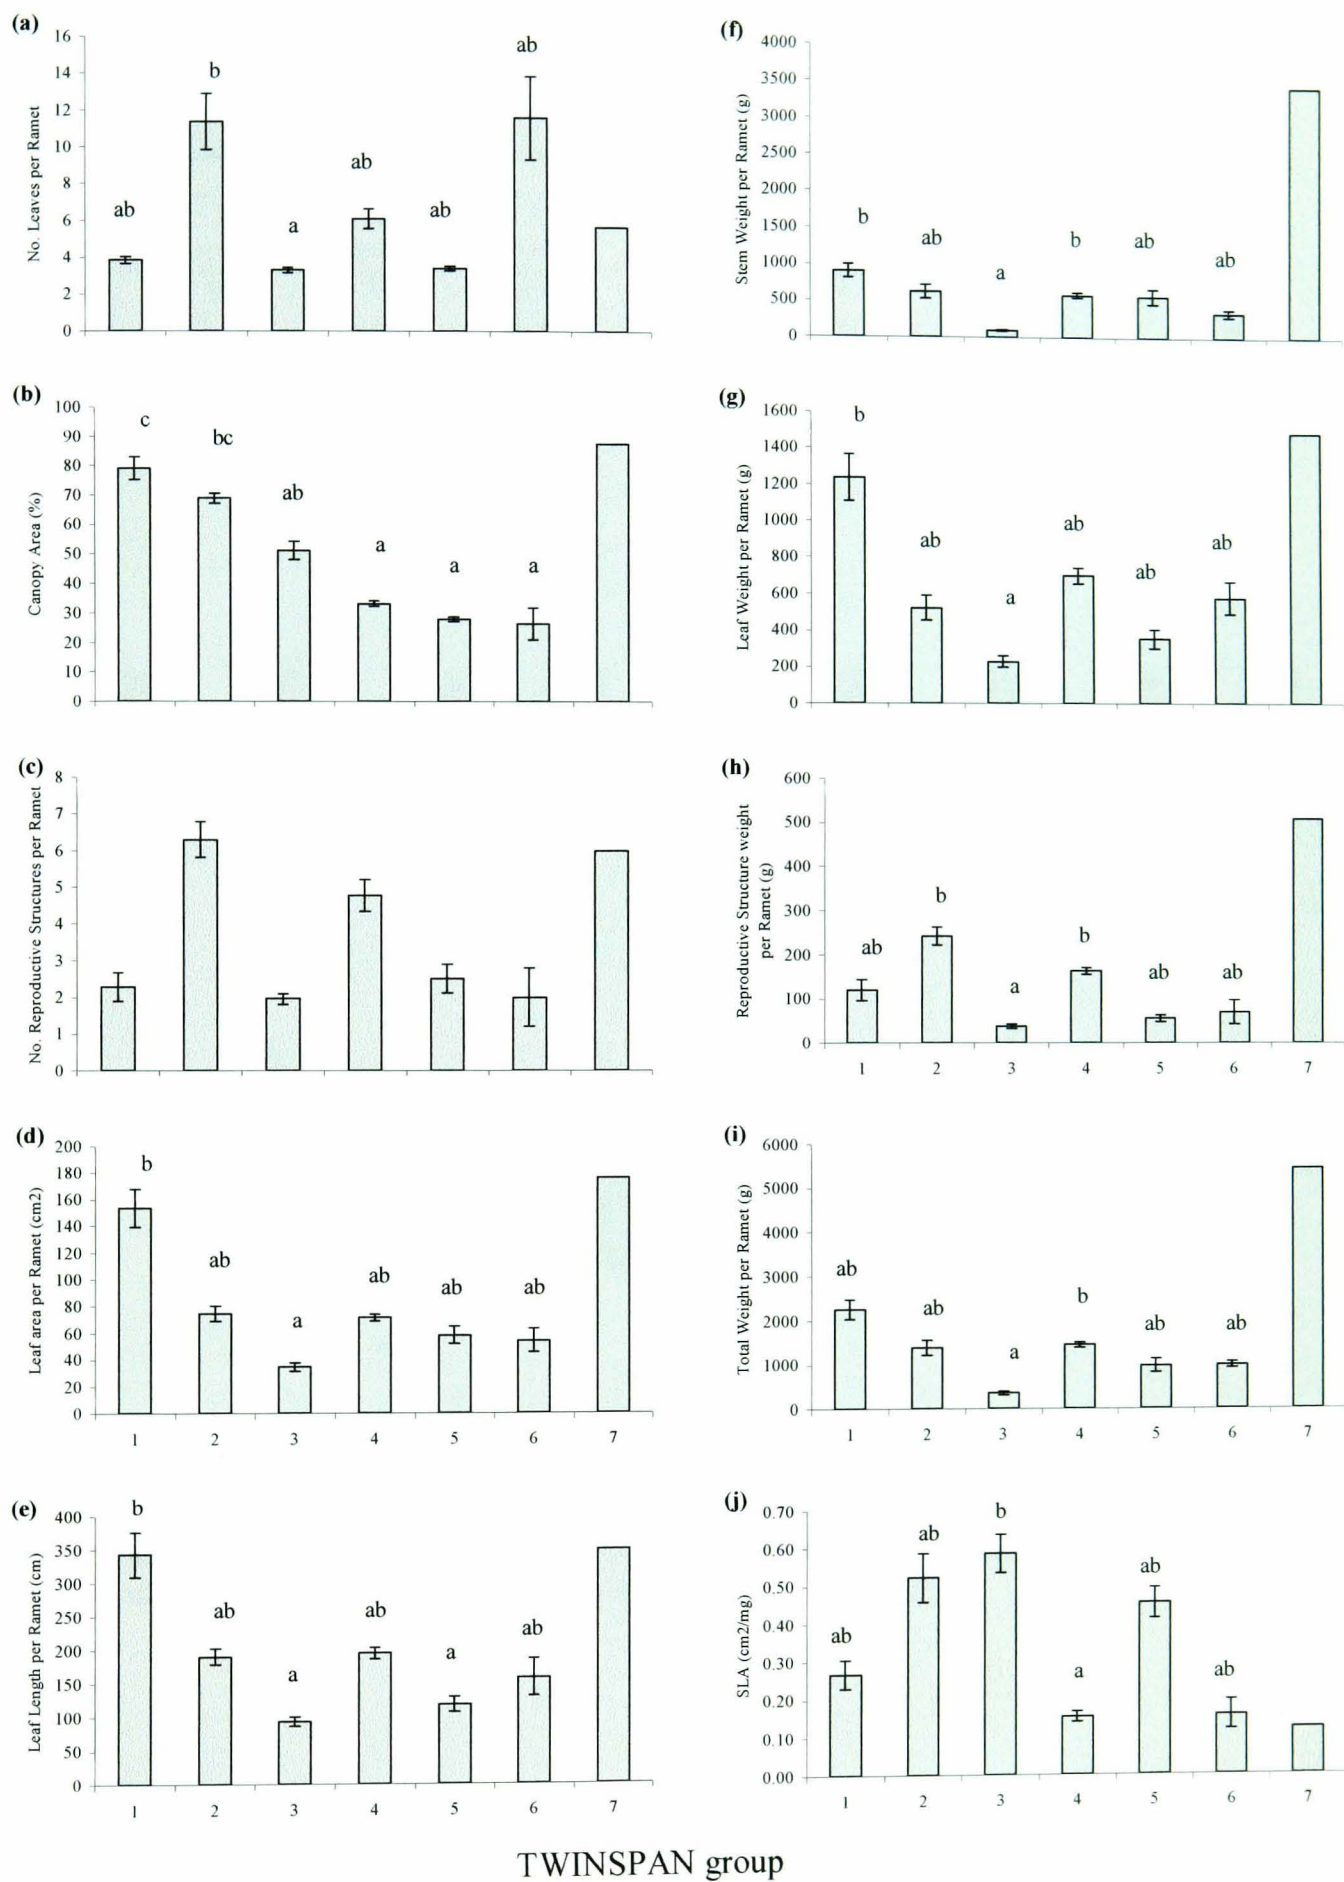 (a)
No. Leaves per Ramet
16
14
12
10
8
6
4
2
0
ab
b
a
ab
ab
ab
(b)
Canopy Area (%)
100
90
80
70
60
50
40
30
20
10
0
c
bc
ab
a
a
a
(c)
No. Reproductive Structures per Ramet
8
7
6
5
4
3
2
1
0
(d)
Leaf area per Ramet (cm2)
200
180
160
140
120
100
80
60
40
20
0
b
ab
a
ab
ab
ab
1 2 3 4 5 6 7
(e)
Leaf Length per Ramet (cm)
400
350
300
250
200
150
100
50
0
b
ab
a
ab
a
ab
1 2 3 4 5 6 7
(f)
Stem Weight per Ramet (g)
4000
3500
3000
2500
2000
1500
1000
500
0
b
ab
a
b
ab
ab
(g)
Leaf Weight per Ramet (g)
1600
1400
1200
1000
800
600
400
200
0
b
ab
a
ab
ab
ab
(h)
Reproductive Structure weight
per Ramet (g)
600
500
400
300
200
100
0
ab
b
a
b
ab
ab
1 2 3 4 5 6 7
(i)
Total Weight per Ramet (g)
6000
5000
4000
3000
2000
1000
0
ab
ab
a
b
ab
ab
1 2 3 4 5 6 7
(j)
SLA (cm2/mg)
0.70
0.60
0.50
0.40
0.30
0.20
0.10
0.00
ab
ab
b
a
ab
ab
1 2 3 4 5 6 7
TWINSPAN group